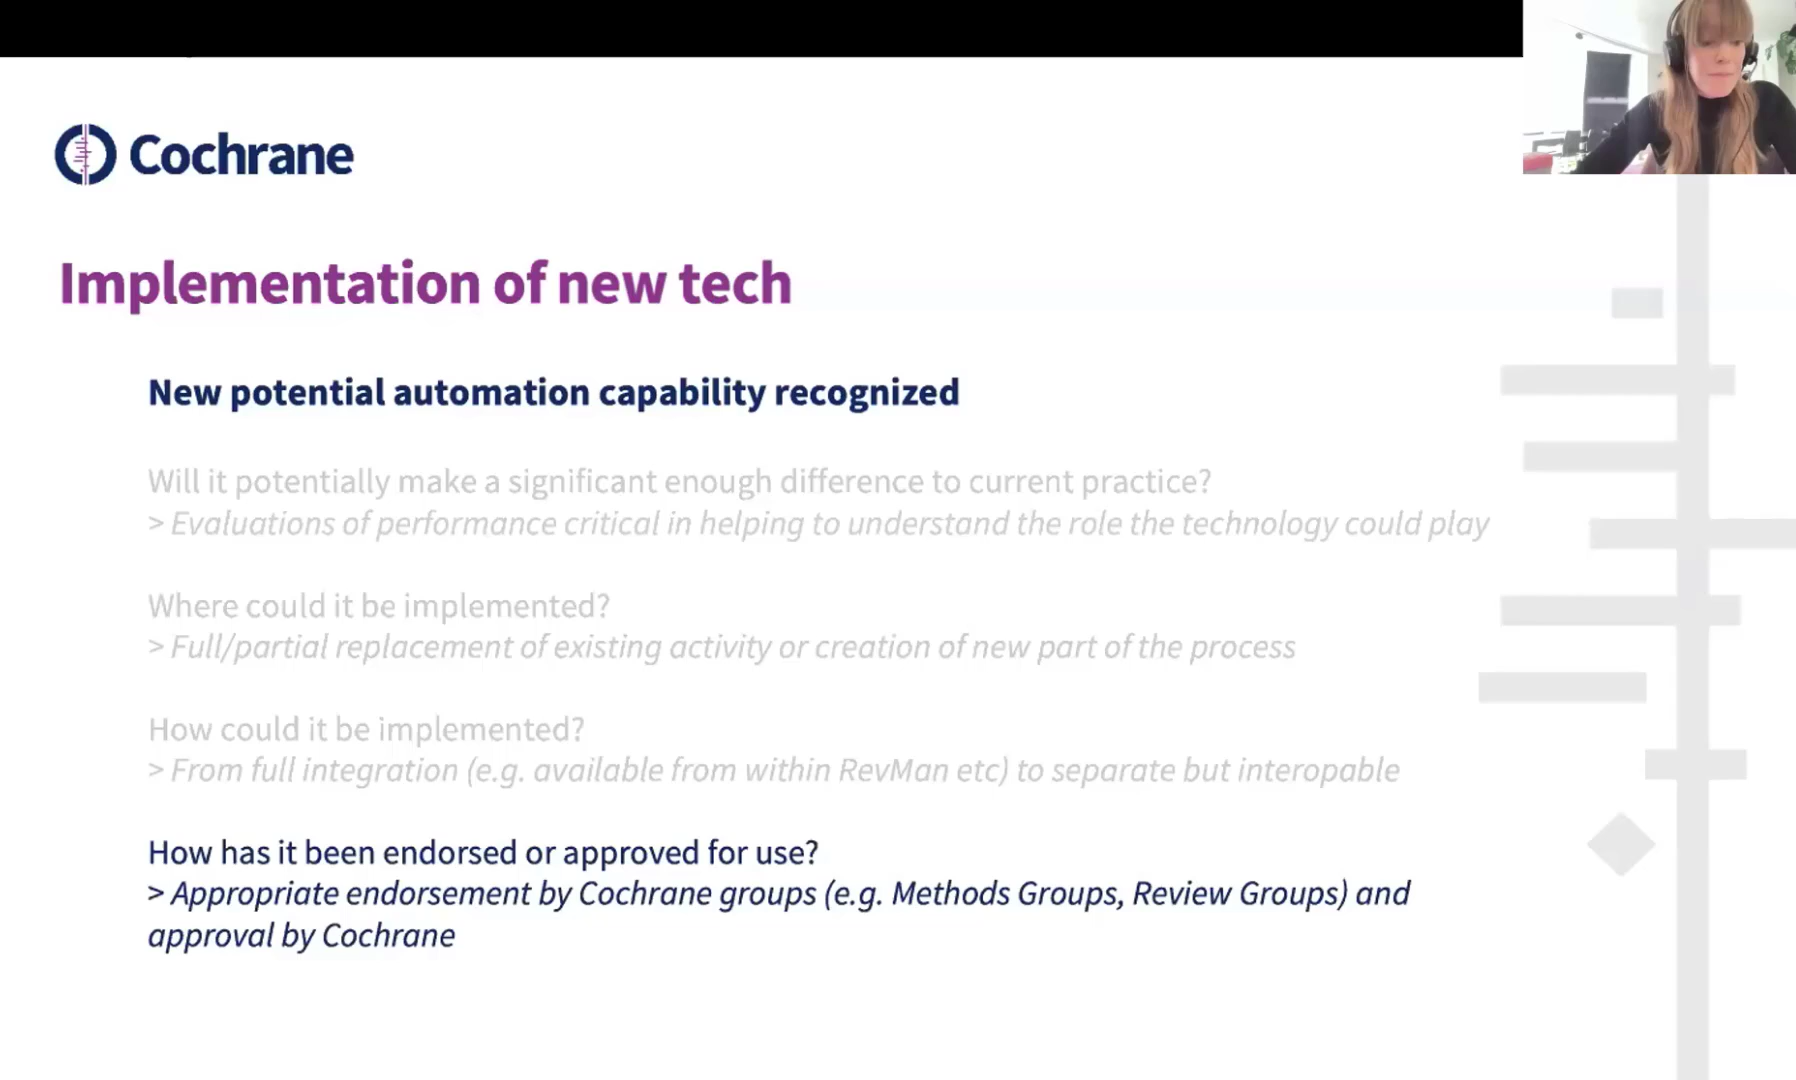 Cochrane
Implementation of new tech
New potential automation capability recognized
Will it potentially make a significant enough difference to current practice?
> Evaluations of performance critical in helping to understand the role the technology could play
Where could it be implemented?
> Full/partial replacement of existing activity or creation of new part of the process
How could it be implemented?
> From full integration (e.g. available from within RevMan etc) to separate but interopable
How has it been endorsed or approved for use?
> Appropriate endorsement by Cochrane groups (e.g. Methods Groups, Review Groups) and
approval by Cochrane